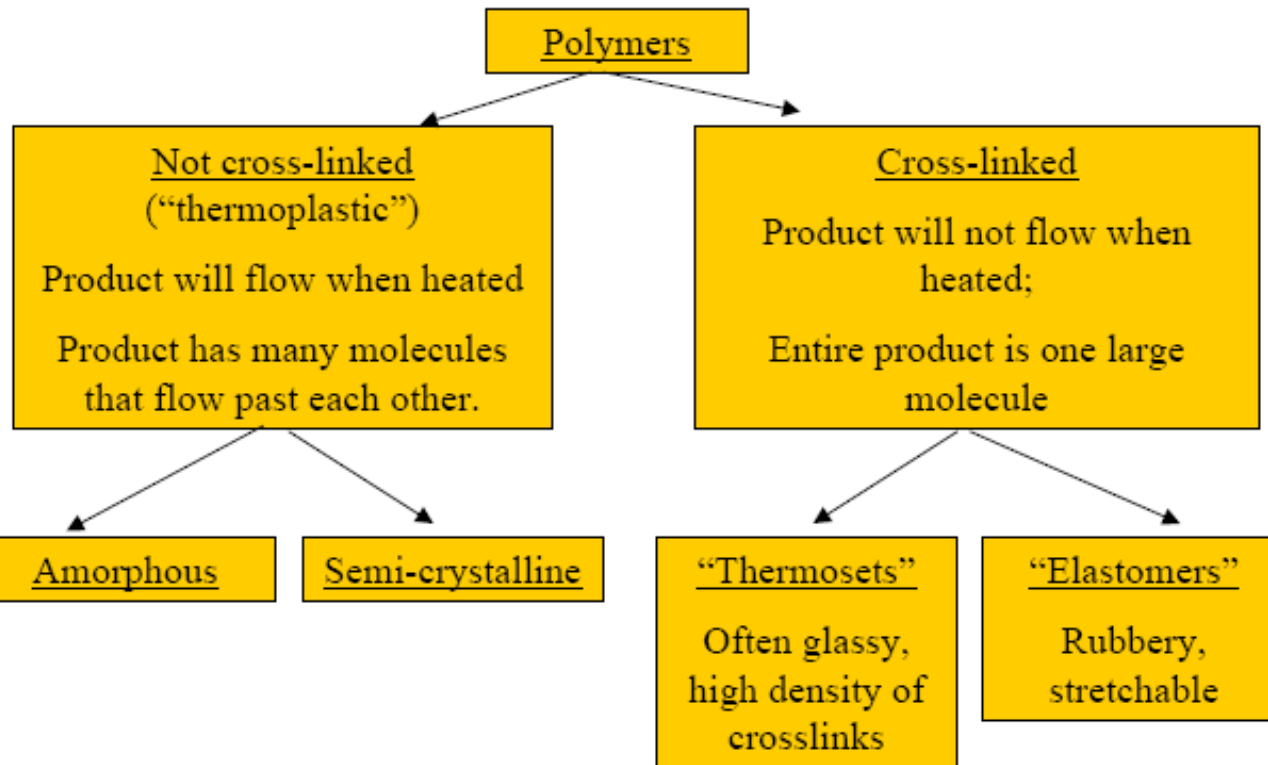 Polymers
Not cross-linked
(“thermoplastic”)
Product will flow when heated
Product has many molecules
that flow past each other.
Cross-linked
Product will not flow when
heated;
Entire product is one large
molecule
Amorphous
Semi-crystalline
“Thermosets”
Often glassy,
high density of
crosslinks
“Elastomers”
Rubbery,
stretchable